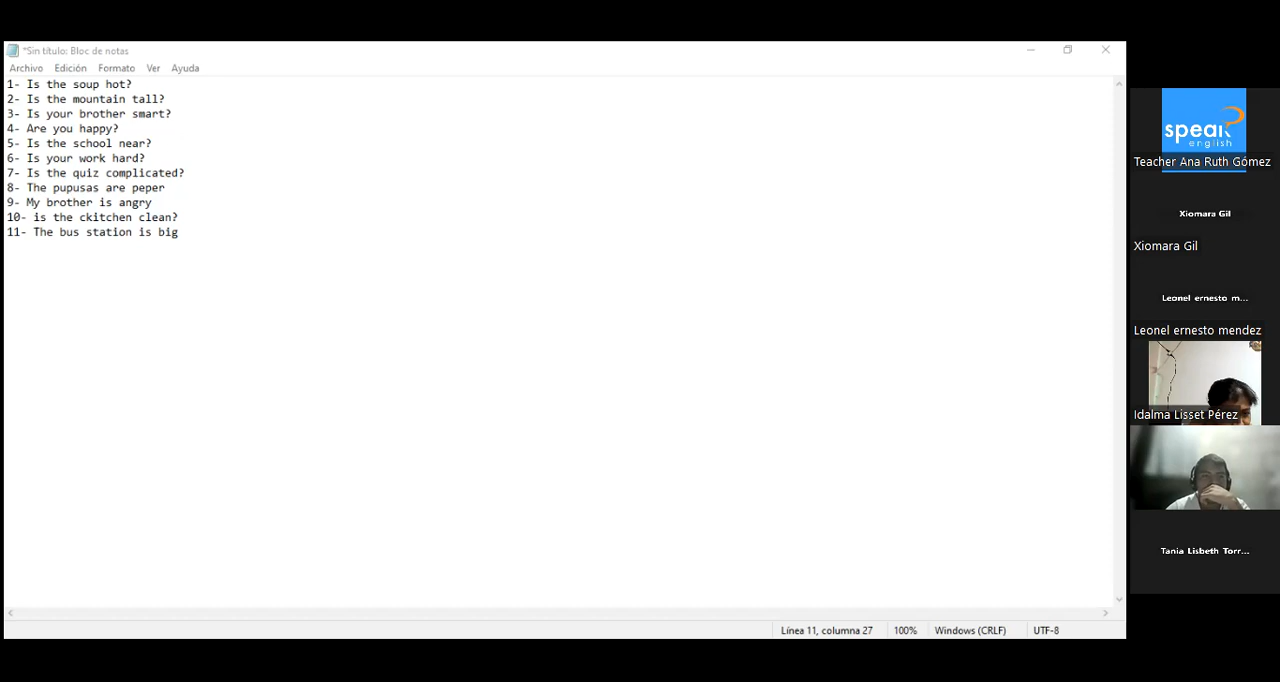 *Sin título: Bloc de notas
Archivo Edición Formato Ver Ayuda
1- Is the soup hot?
2- Is the mountain tall?
3- Is your brother smart?
4- Are you happy?
5- Is the school near?
6- Is your work hard?
7- Is the quiz complicated?
8- The pupusas are peper
9- My brother is angry
10- is the ckitchen clean?
11- The bus station is big
Línea 11, columna 27 100% Windows (CRLF) UTF-8
speak
english
Teacher Ana Ruth Gómez
Xiomara Gil
Xiomara Gil
Leonel ernesto m...
Leonel ernesto mendez
Idalma Lisset Pérez
Tania Lisbeth Torr...